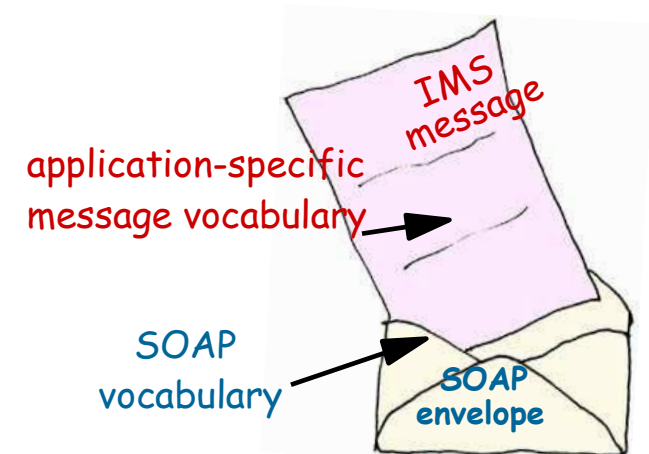 IMS
message
application-specific
message vocabulary
SOAP
vocabulary
SOAP
envelope